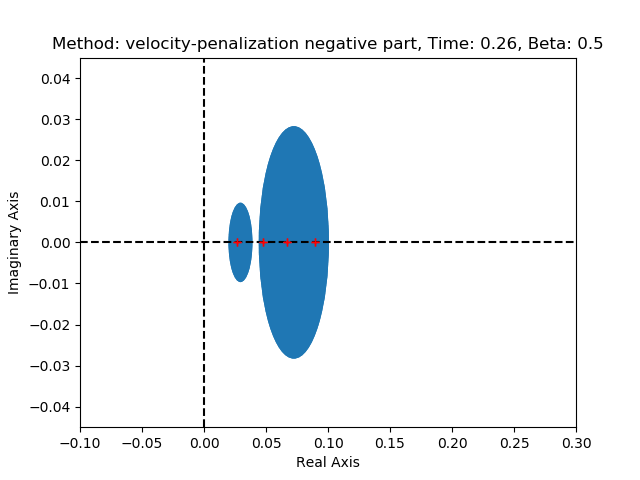 Method: velocity-penalization negative part, Time: 0.26, Beta: 0.5
0.04
0.03
0.02
0.01
0.00
−0.01
−0.02
−0.03
−0.04
Imaginary Axis
−0.10 −0.05 0.00 0.05 0.10 0.15 0.20 0.25 0.30
Real Axis